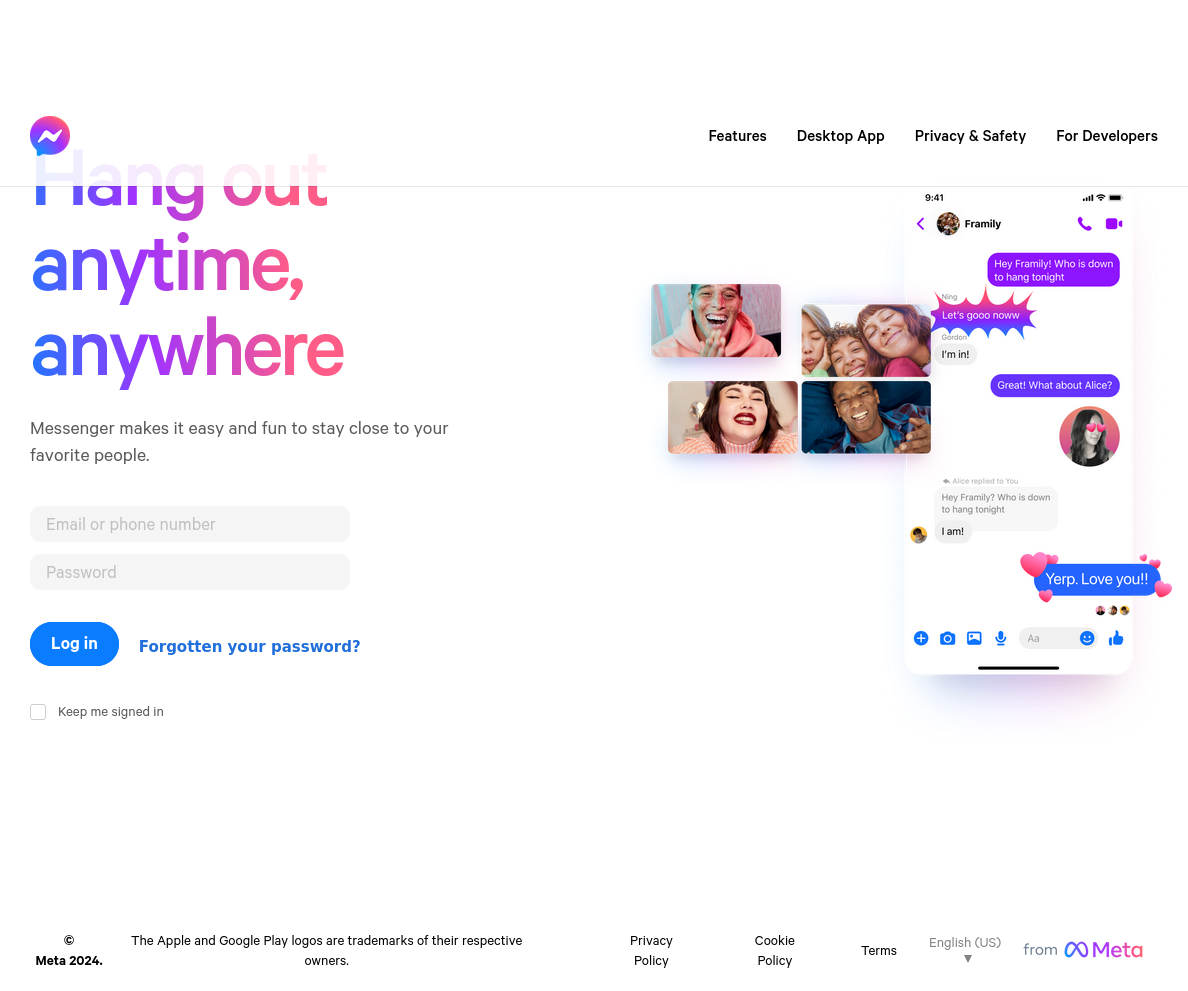 Features
Desktop App
Privacy & Safety
For Developers
Hang out
anytime,
anywhere
Messenger makes it easy and fun to stay close to your
favorite people.
Email or phone number
Password
Log in
Forgotten your password?
Keep me signed in
9:41
Framily
Hey Framily! Who is down
to hang tonight
Ning
Let's gooo noww
Gordon
I'm in!
Great! What about Alice?
Alice replied to You
Hey Framily? Who is down
to hang tonight
I am!
Yerp. Love you!!
Aa
©
Meta 2024.
The Apple and Google Play logos are trademarks of their respective
owners.
Privacy
Policy
Cookie
Policy
Terms
English (US)
▼
from Meta